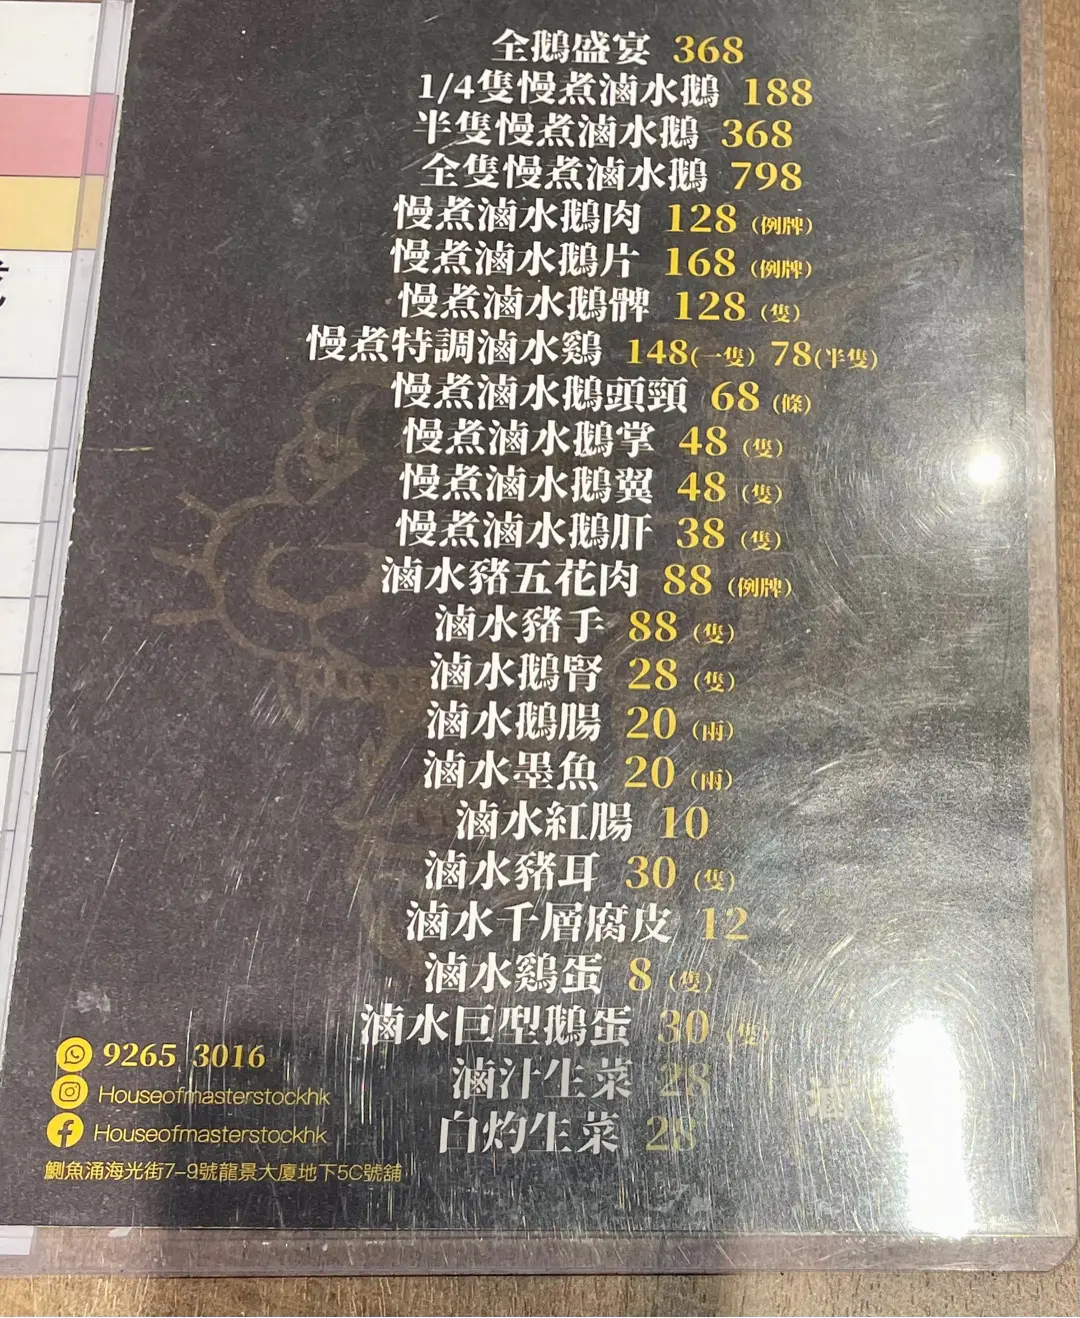 全鵝盛宴 368
1/4隻慢煮滷水鵝 188
半隻慢煮滷水鵝 368
全隻慢煮滷水鵝 798
慢煮滷水鵝肉 128 (例牌)
慢煮滷水鵝片 168 (例牌)
慢煮滷水鵝髀 128 (隻)
慢煮特調滷水鷄 148(一隻) 78(半隻)
慢煮滷水鵝頭頸 68 (條)
慢煮滷水鵝掌 48 (隻)
慢煮滷水鵝翼 48 (隻)
慢煮滷水鵝肝 38 (隻)
滷水豬五花肉 88 (例牌)
滷水豬手 88 (隻)
滷水鵝腎 28 (隻)
滷水鵝腸 20 (兩)
滷水墨魚 20 (兩)
滷水紅腸 10
滷水豬耳 30 (隻)
滷水千層腐皮 12
滷水鷄蛋 8 (隻)
滷水巨型鵝蛋 30 (隻)
滷汁生菜 28
白灼生菜 28
9265 3016
Houseofmasterstockhk
Houseofmasterstockhk
鰂魚涌海光街7-9號龍景大廈地下5C號舖